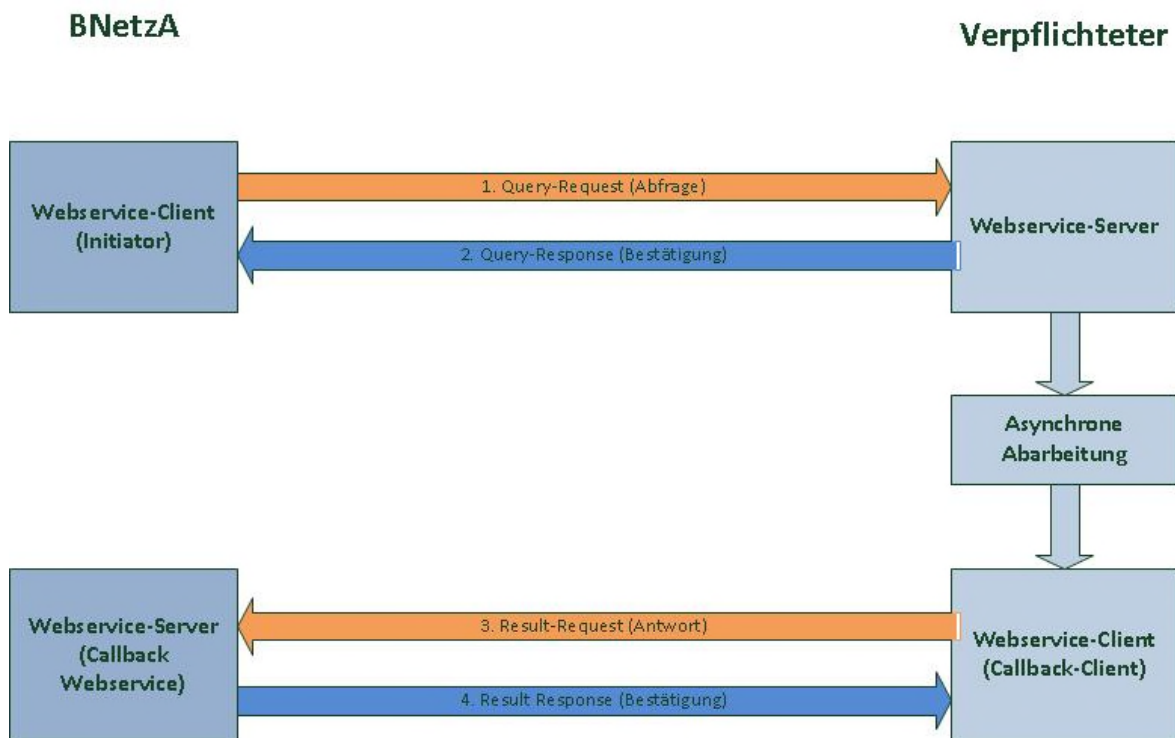 BNetzA
Verpflichteter
Webservice-Client
(Initiator)
1. Query-Request (Abfrage)
2. Query-Response (Bestätigung)
Webservice-Server
Asynchrone
Abarbeitung
Webservice-Server
(Callback
Webservice)
3. Result-Request (Antwort)
4. Result Response (Bestätigung)
Webservice-Client
(Callback-Client)